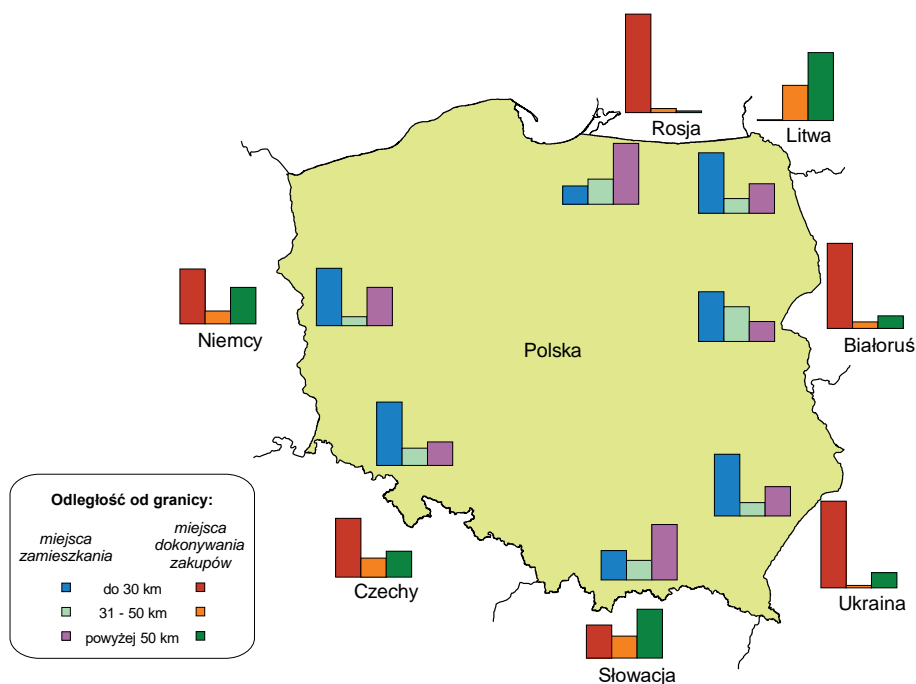 Rosja
Litwa
Niemcy
Polska
Białoruś
Czechy
Słowacja
Ukraina
Odległość od granicy:
miejsca zamieszkania
miejsca dokonywania zakupów
do 30 km
31 - 50 km
powyżej 50 km